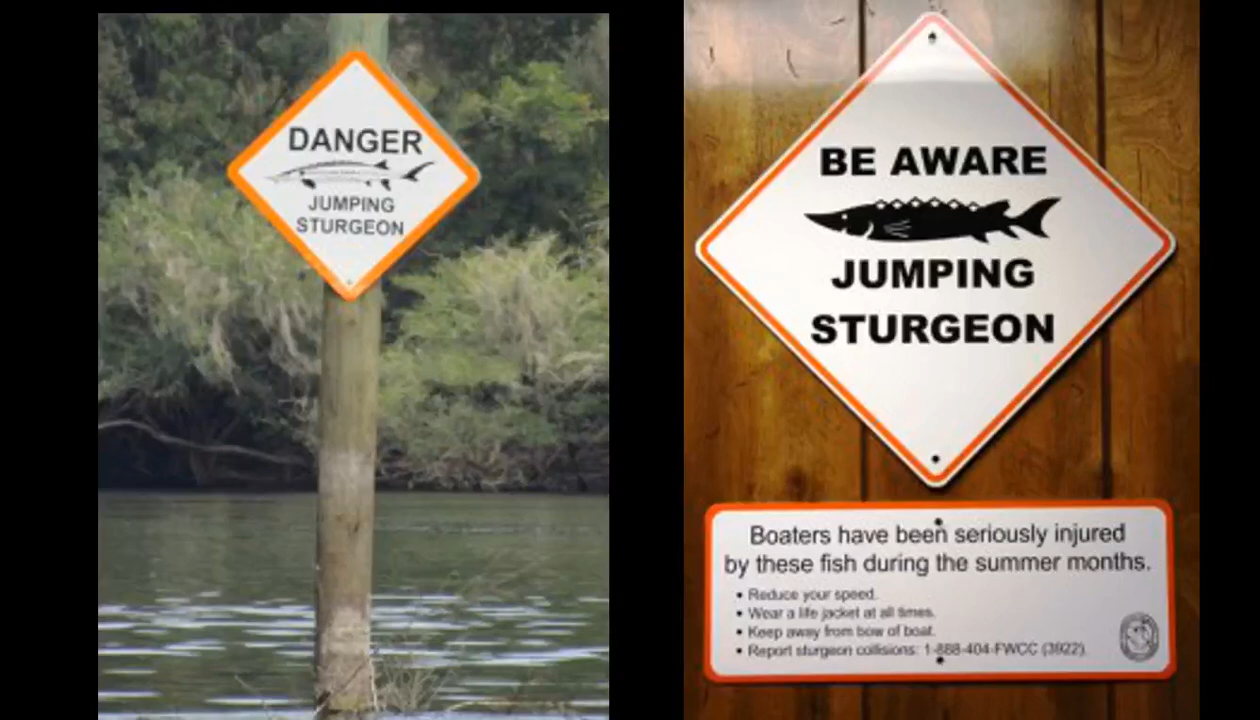 DANGER
JUMPING
STURGEON
BE AWARE
JUMPING
STURGEON
Boaters have been seriously injured
by these fish during the summer months.
• Reduce your speed.
• Wear a life jacket at all times.
• Keep away from bow of boat.
• Report sturgeon collisions: 1-888-404-FWCC (3922).